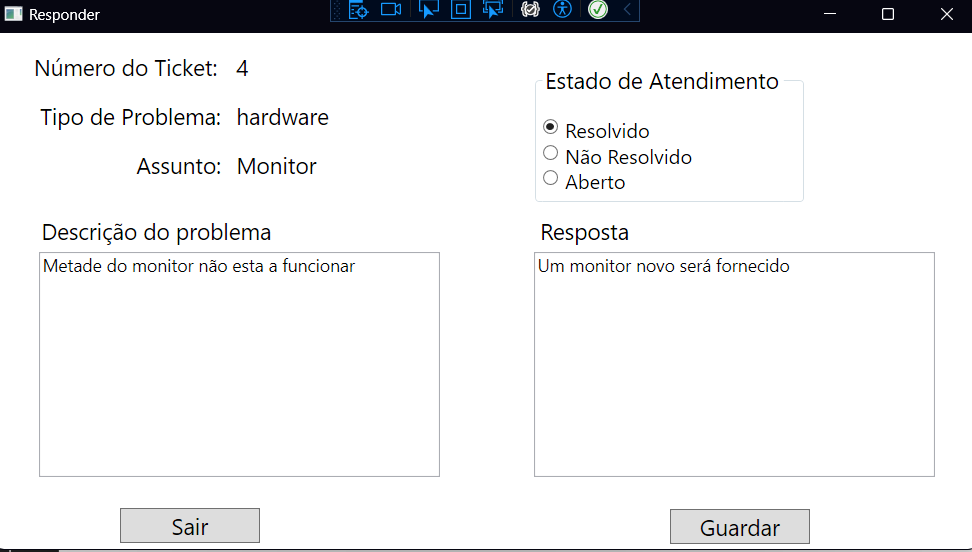 Responder
Número do Ticket: 4
Tipo de Problema: hardware
Assunto: Monitor
Estado de Atendimento
Resolvido
Não Resolvido
Aberto
Descrição do problema
Metade do monitor não esta a funcionar
Resposta
Um monitor novo será fornecido
Sair
Guardar